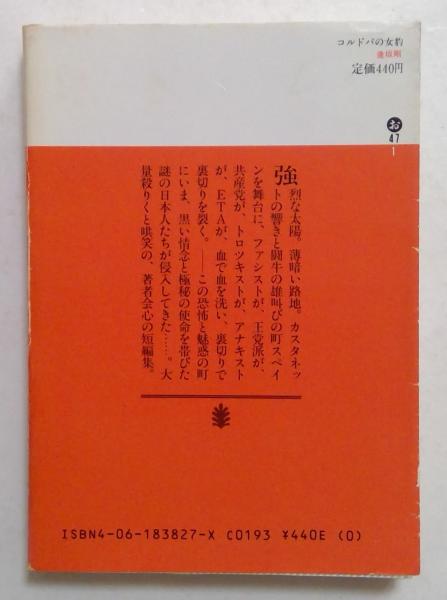 コルドバの女豹
逢坂剛
定価440円
お
47
1
強烈な太陽。薄暗い路地。カスタネッ
トの響きと闘牛の雄叫びの町スペイ
ンを舞台に、ファシストが、王党派が、
共産党が、トロツキストが、アナキスト
が、ETAが、血で血を洗い、裏切りで
裏切りを裂く。――この恐怖と魅惑の町
にいま、黒い情念と極秘の使命を帯びた
謎の日本人たちが侵入してきた……。大
量殺りくと哄笑の、著者会心の短編集。
ISBN4-06-183827-X C0193 ¥440E (0)